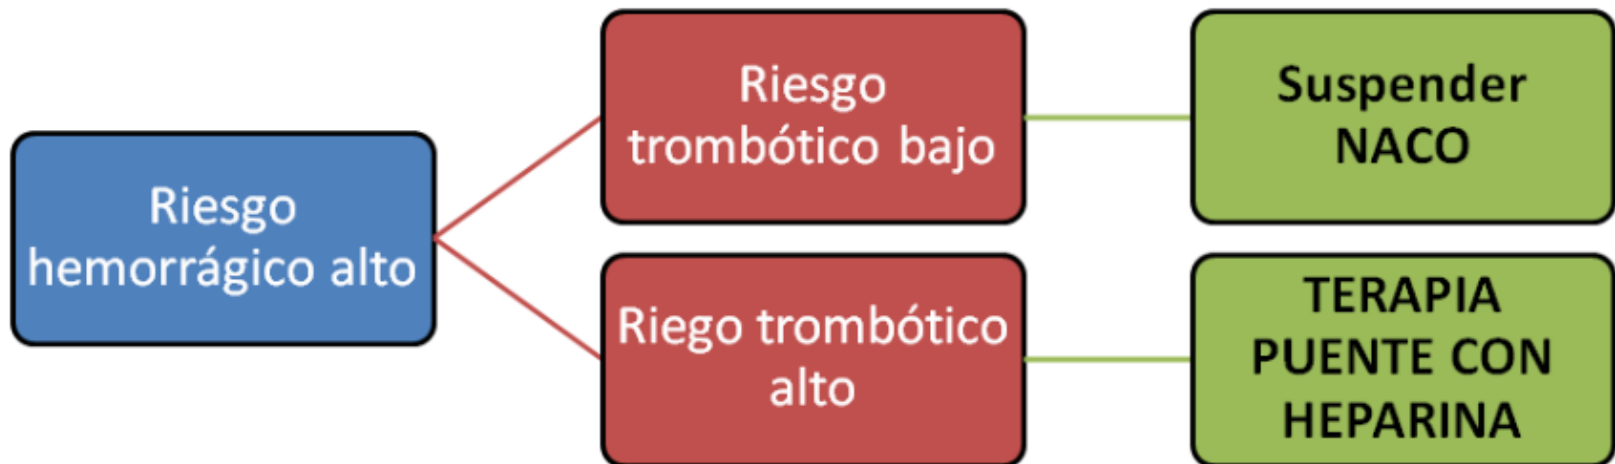 Riesgo
hemorrágico alto
Riesgo
trombótico bajo
Suspender
NACO
Riego trombótico
alto
TERAPIA
PUENTE CON
HEPARINA